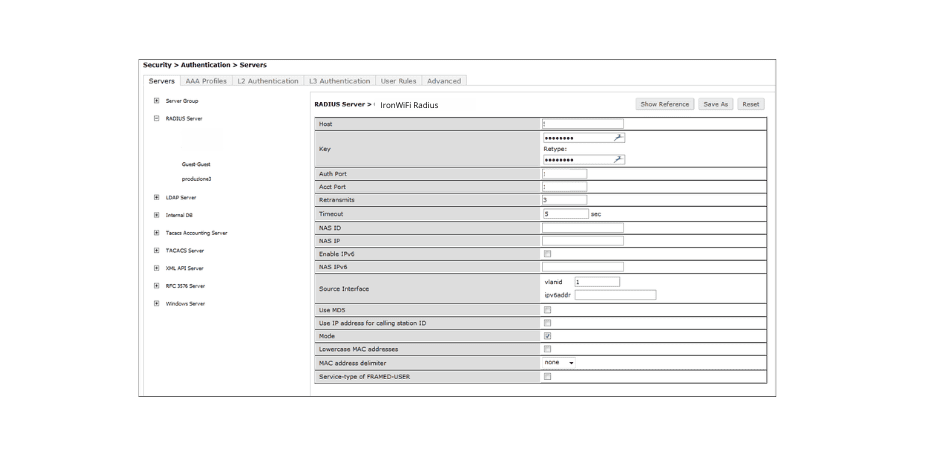 Security > Authentication > Servers
Servers AAA Profiles L2 Authentication L3 Authentication User Rules Advanced
Server Group
RADIUS Server
Guest-Guest
LDAP Server
Internal DB
Tacacs Accounting Server
TACACS Server
XML API Server
RFC 3576 Server
Windows Server
RADIUS Server > IronWiFi Radius
Show Reference Save As Reset
Host
Key ••••••••
Retype:
••••••••
Auth Port
Acct Port
Retransmits 3
Timeout 5 sec
NAS ID
NAS IP
Enable IPv6
NAS IPv6
Source Interface
vlanid 1
ipv6addr
Use MD5
Use IP address for calling station ID
Mode
Lowercase MAC addresses
MAC address delimiter none
Service-type of FRAMED-USER